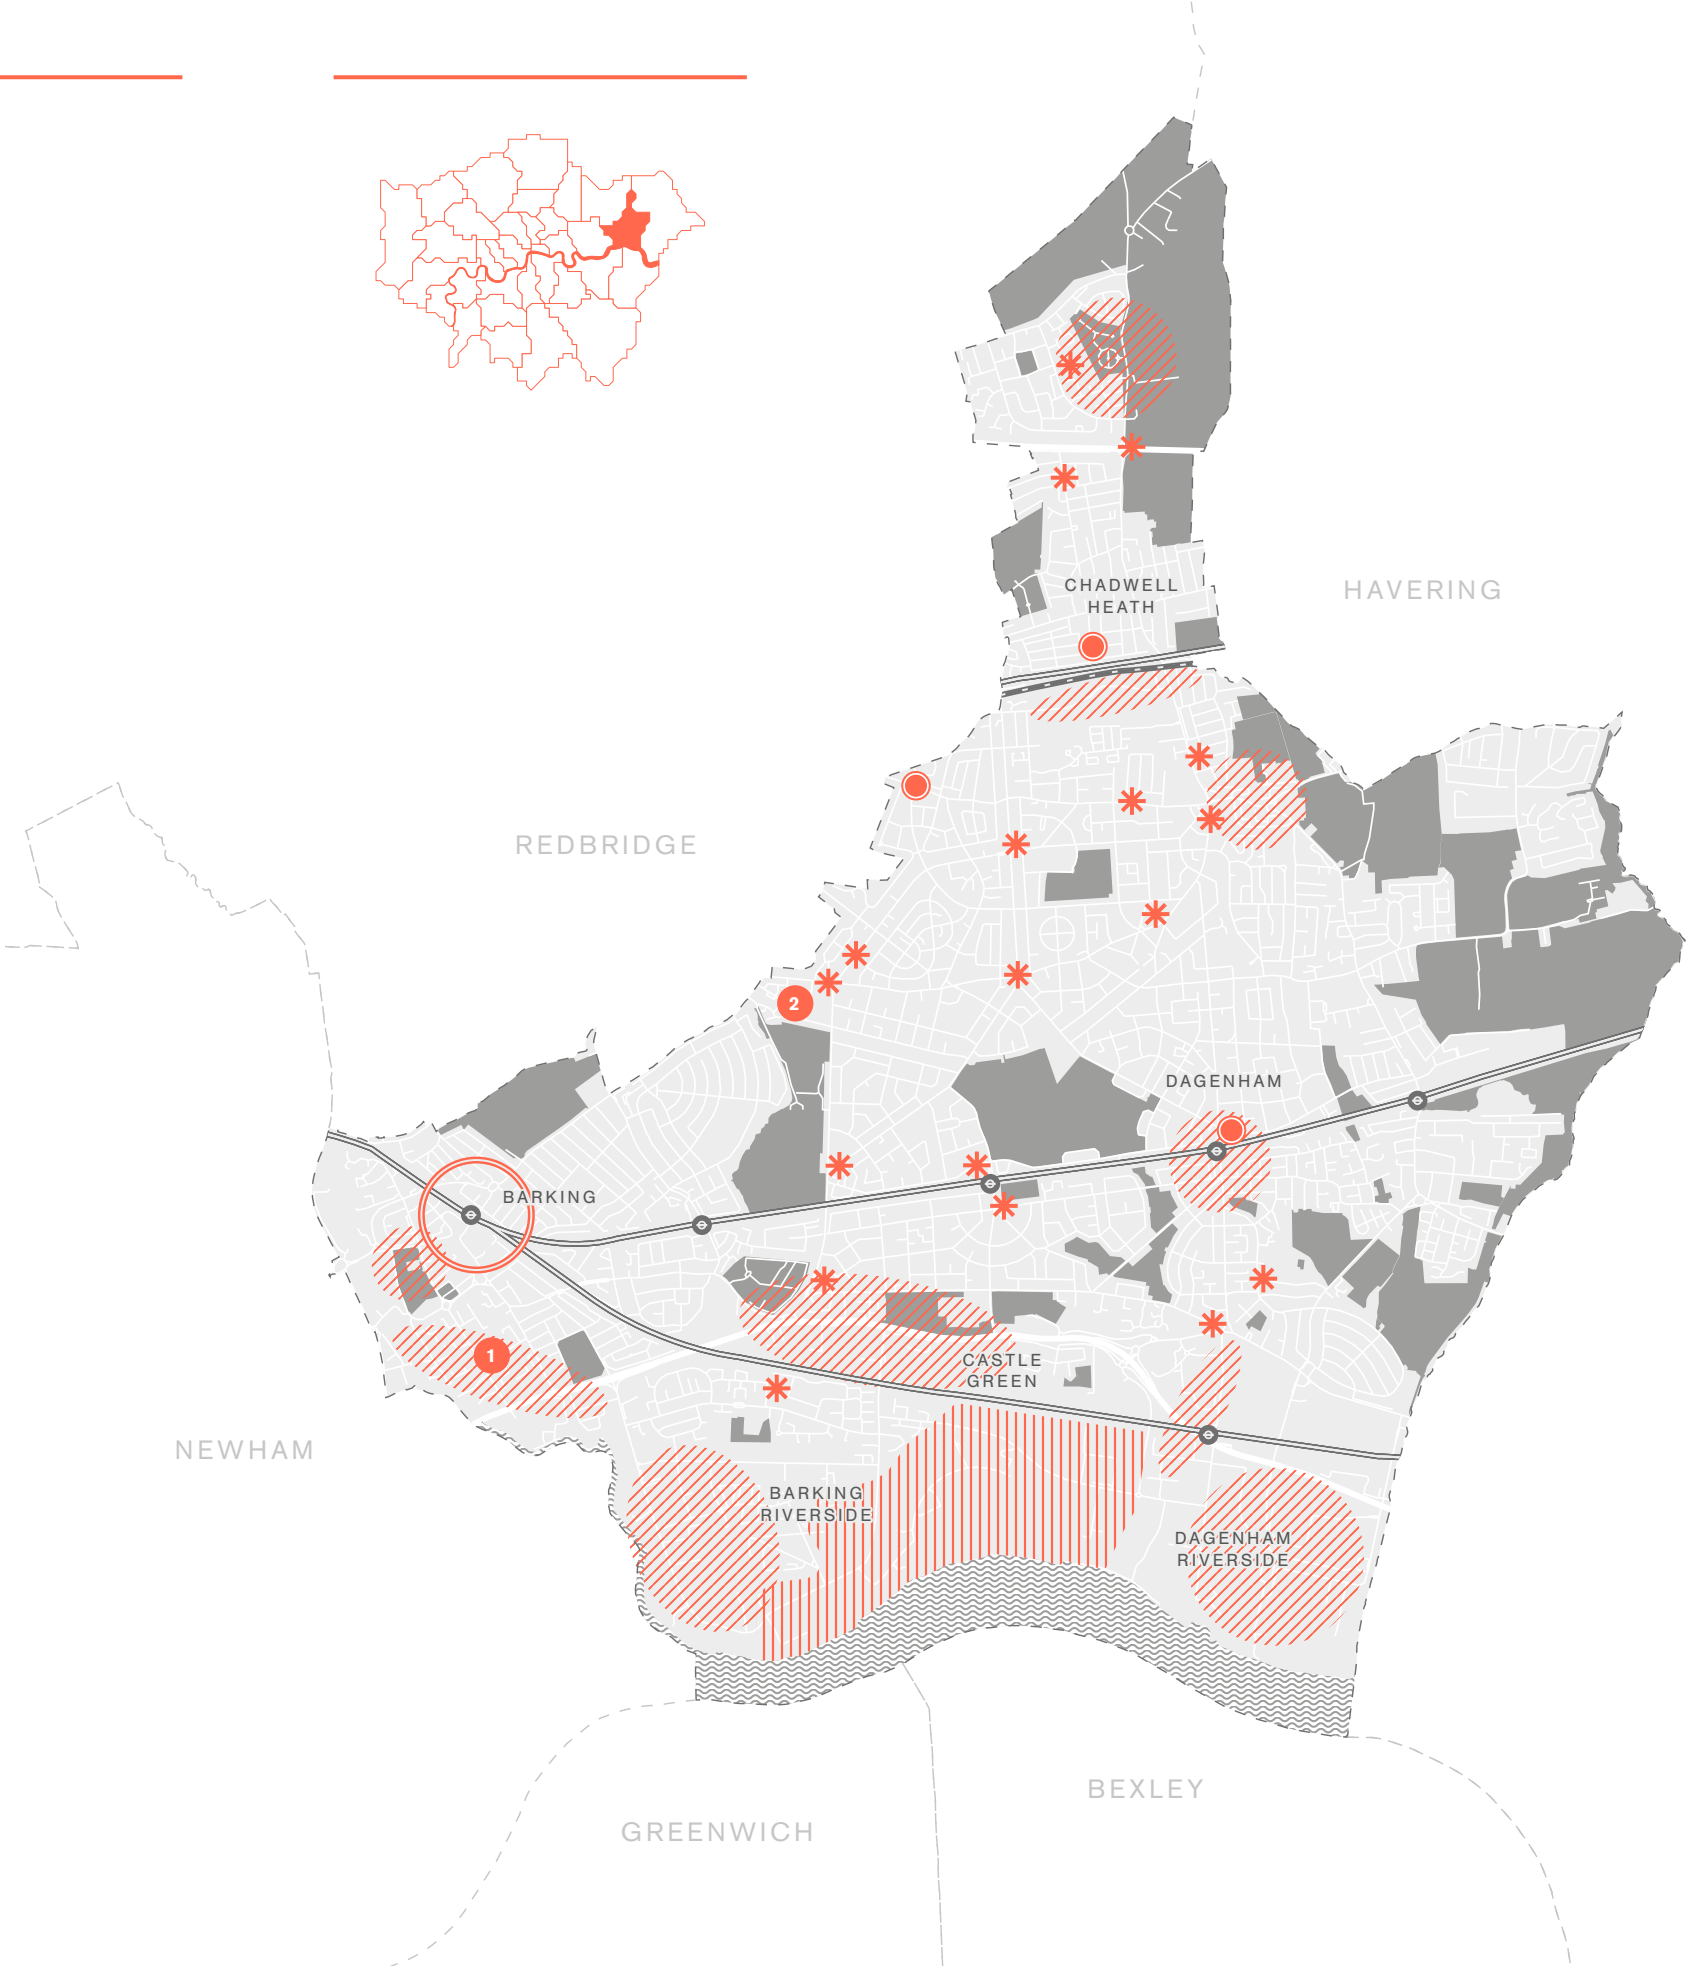 CHADWELL
HEATH
HAVERING
REDBRIDGE
2
DAGENHAM
BARKING
1
CASTLE
GREEN
NEWHAM
BARKING
RIVERSIDE
DAGENHAM
RIVERSIDE
BEXLEY
GREENWICH